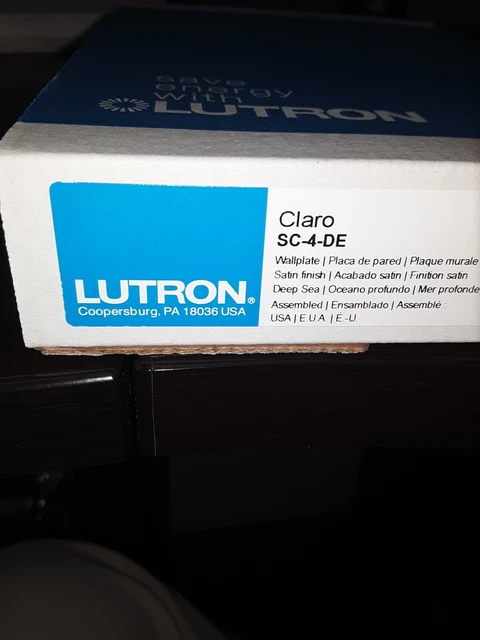 save
energy
with
LUTRON
Claro
SC-4-DE
Wallplate | Placa de pared | Plaque murale
Satin finish | Acabado satin | Finition satin
Deep Sea | Oceano profundo | Mer profonde
Assembled | Ensamblado | Assemblé :
USA | E.U.A. | É.-U.
LUTRON®
Coopersburg, PA 18036 USA